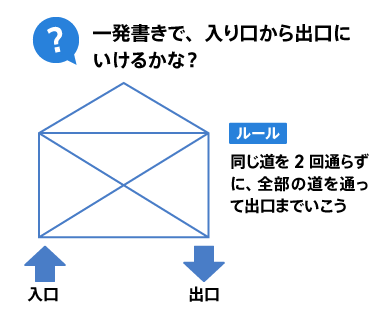 ?
一発書きで、入り口から出口に
いけるかな？
ルール
同じ道を 2 回通らず
に、全部の道を通っ
て出口までいこう
入口
出口